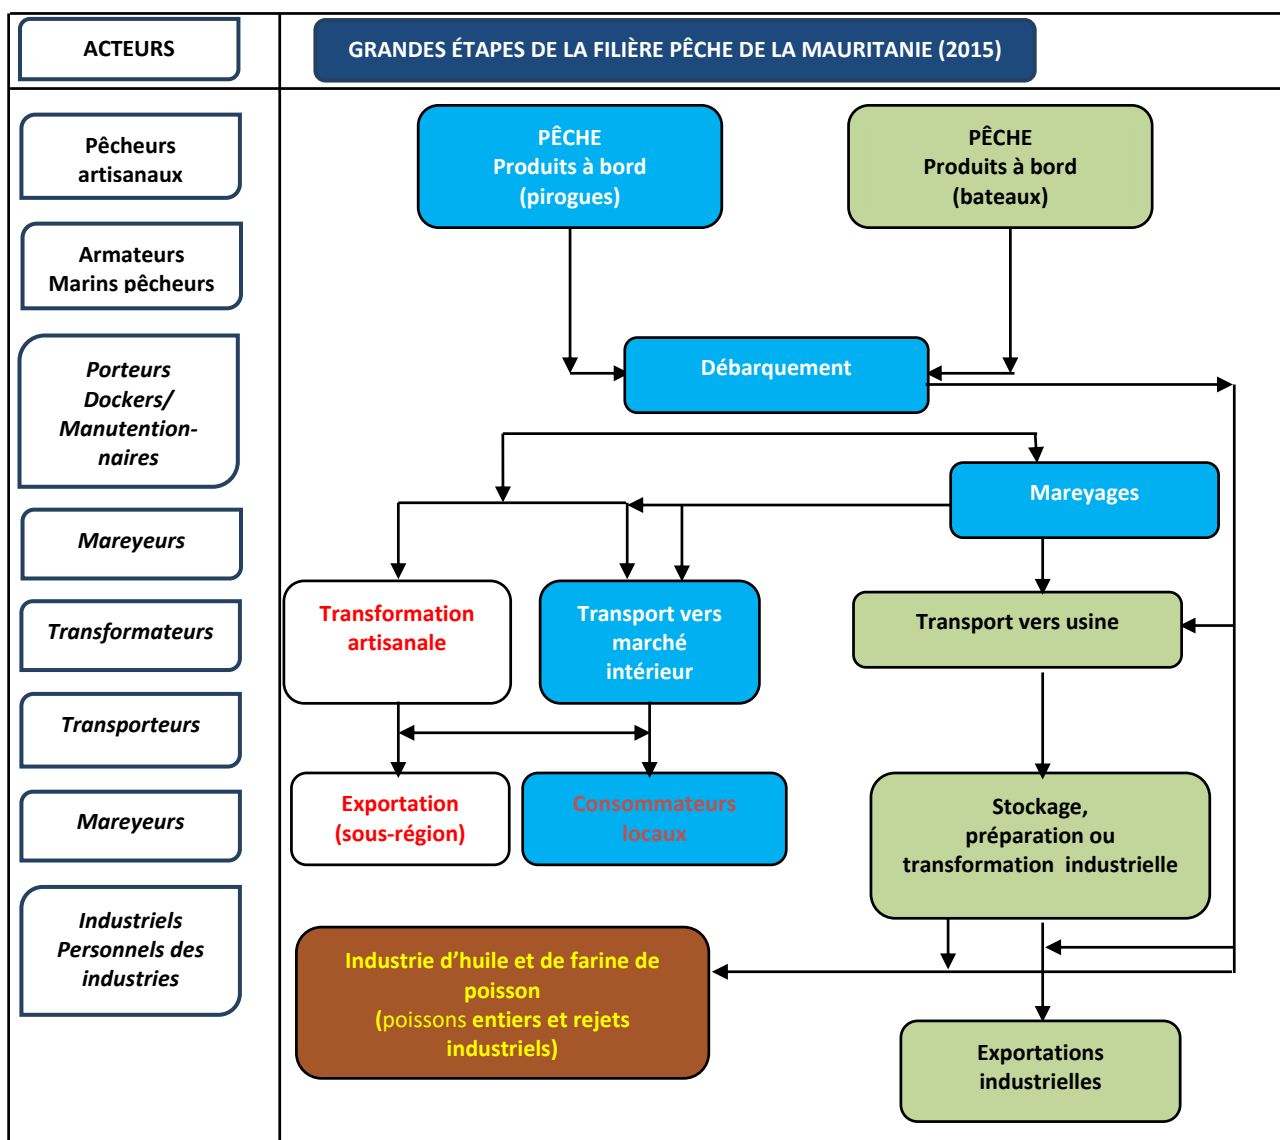 ACTEURS
GRANDES ÉTAPES DE LA FILIÈRE PÊCHE DE LA MAURITANIE (2015)
Pêcheurs
artisanaux
PÊCHE
Produits à bord
(pirogues)
PÊCHE
Produits à bord
(bateaux)
Armateurs
Marins pêcheurs
Porteurs
Dockers/
Manutention-
naires
Débarquement
Mareyages
Mareyeurs
Transformateurs
Transformation
artisanale
Transport vers
marché
intérieur
Transport vers usine
Transporteurs
Mareyeurs
Exportation
(sous-région)
Consommateurs
locaux
Stockage,
préparation ou
transformation industrielle
Industriels
Personnels des
industries
Industrie d’huile et de farine de
poisson
(poissons entiers et rejets
industriels)
Exportations
industrielles